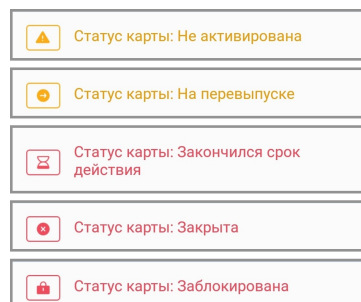 Статус карты: Не активирована
Статус карты: На перевыпуске
Статус карты: Закончился срок
действия
Статус карты: Закрыта
Статус карты: Заблокирована